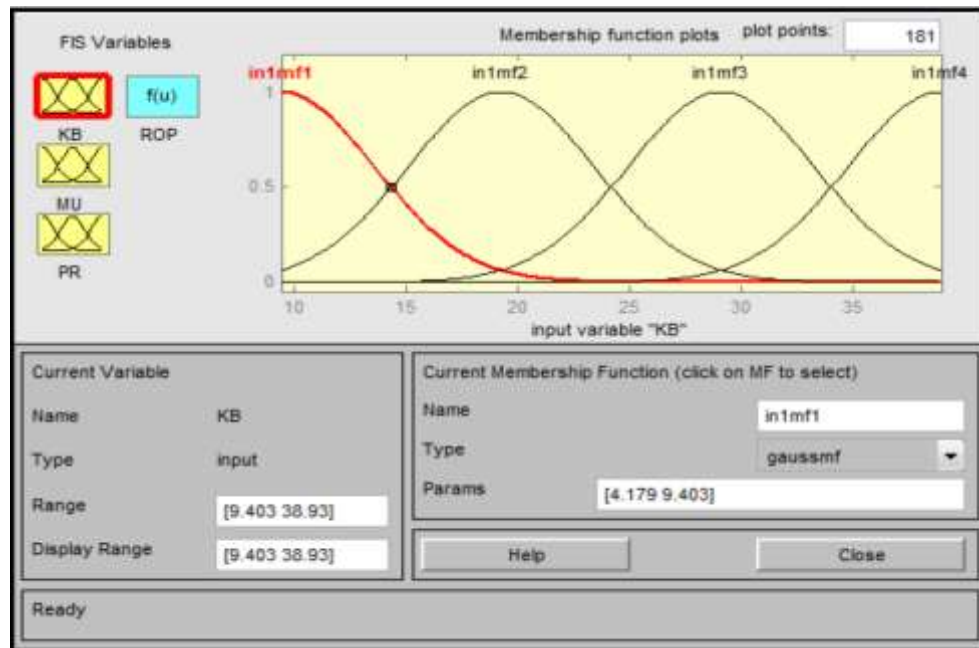 FIS Variables
Membership function plots plot points: 181
in1mf1 in1mf2 in1mf3 in1mf4
f(u)
KB ROP
MU
PR
1
0.5
0
10 15 20 25 30 35
input variable "KB"
Current Variable
Name KB
Type input
Range [9.403 38.93]
Display Range [9.403 38.93]
Current Membership Function (click on MF to select)
Name in1mf1
Type gaussmf
Params [4.179 9.403]
Help Close
Ready